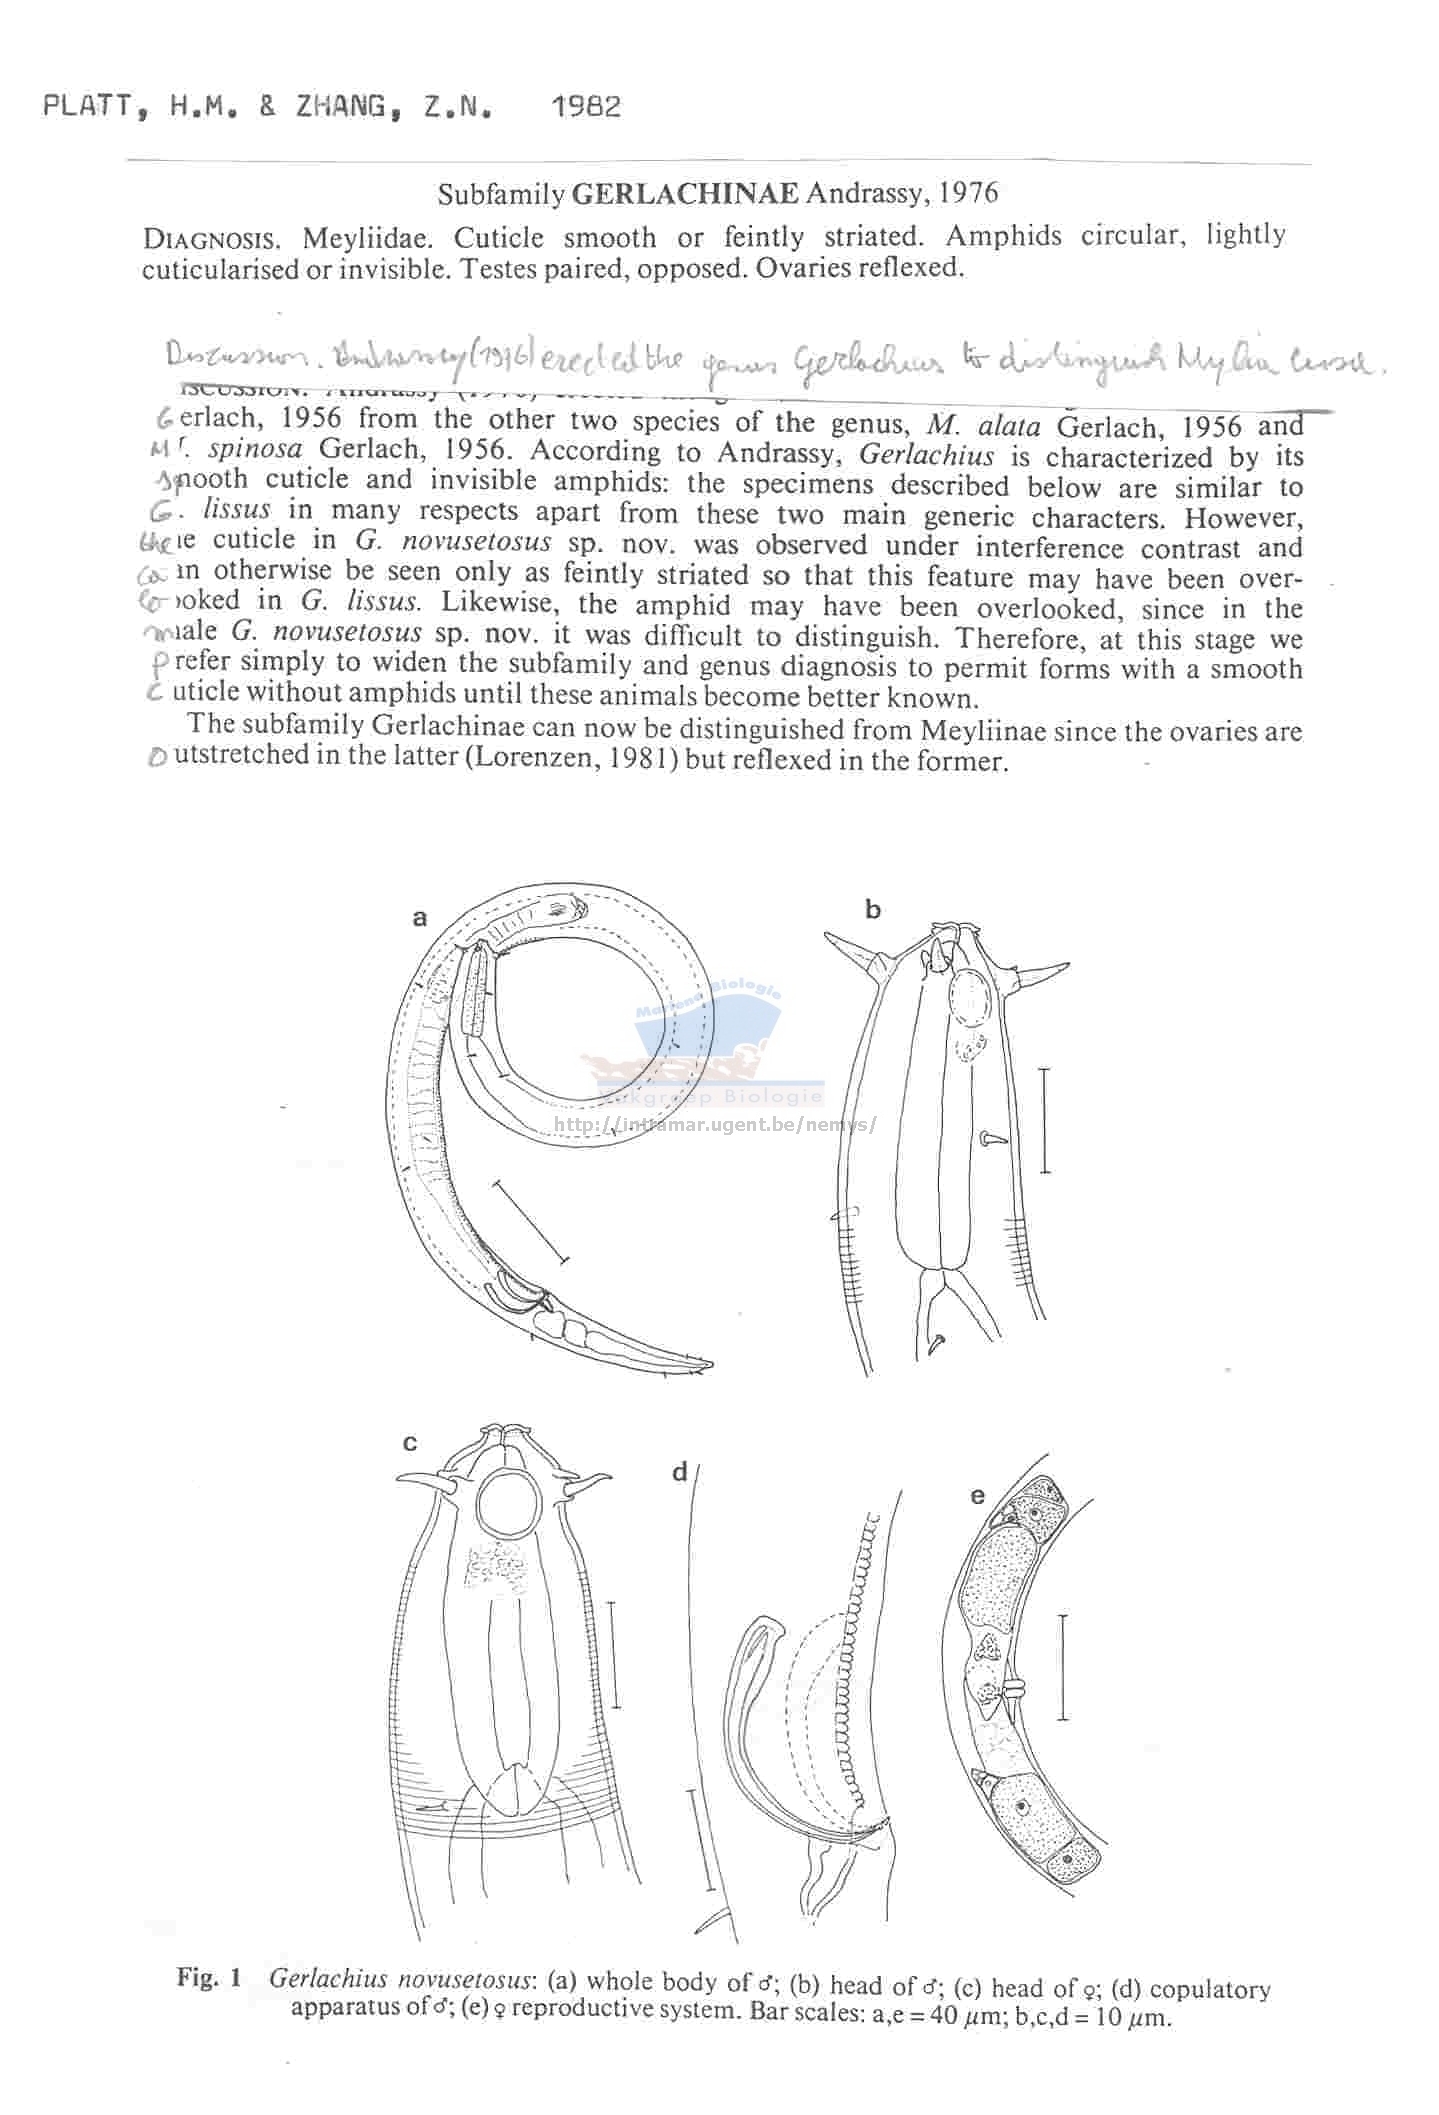 PLATT, H.M. & ZHANG, Z.N. 1982
Subfamily GERLACHINAE Andrassy, 1976
DIAGNOSIS. Meyliidae. Cuticle smooth or feintly striated. Amphids circular, lightly
cuticularised or invisible. Testes paired, opposed. Ovaries reflexed.
Discussion. Andrassy (1976) erected the genus Gerlachius to distinguish Mylia lissa.
Gerlach, 1956 from the other two species of the genus, M. alata Gerlach, 1956 and
M. spinosa Gerlach, 1956. According to Andrassy, Gerlachius is characterized by its
smooth cuticle and invisible amphids: the specimens described below are similar to
G. lissus in many respects apart from these two main generic characters. However,
the cuticle in G. novusetosus sp. nov. was observed under interference contrast and
can otherwise be seen only as feintly striated so that this feature may have been over-
looked in G. lissus. Likewise, the amphid may have been overlooked, since in the
male G. novusetosus sp. nov. it was difficult to distinguish. Therefore, at this stage we
prefer simply to widen the subfamily and genus diagnosis to permit forms with a smooth
cuticle without amphids until these animals become better known.
The subfamily Gerlachinae can now be distinguished from Meyliinae since the ovaries are
outstretched in the latter (Lorenzen, 1981) but reflexed in the former.
a
b
Mariene Biologie
Vakgroep Biologie
http://intramar.ugent.be/nemys/
c
d
e
Fig. 1 Gerlachius novusetosus: (a) whole body of ♂; (b) head of ♂; (c) head of ♀; (d) copulatory
apparatus of ♂; (e) ♀ reproductive system. Bar scales: a,e = 40 μm; b,c,d = 10 μm.